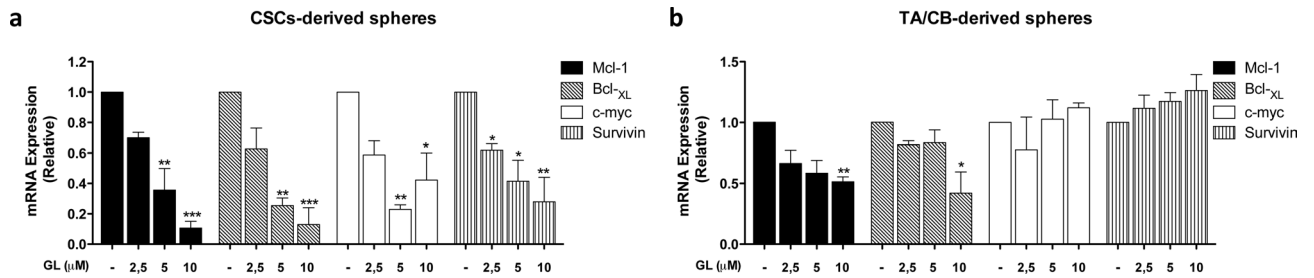 a
CSCs-derived spheres
mRNA Expression
(Relative)
1.2
1.0
0.8
0.6
0.4
0.2
0.0
** *** ** *** ** * * * **
Mcl-1
Bcl-XL
c-myc
Survivin
GL (μM) - 2,5 5 10 - 2,5 5 10 - 2,5 5 10 - 2,5 5 10
b
TA/CB-derived spheres
mRNA Expression
(Relative)
1.5
1.0
0.5
0.0
** *
Mcl-1
Bcl-XL
c-myc
Survivin
GL (μM) - 2,5 5 10 - 2,5 5 10 - 2,5 5 10 - 2,5 5 10